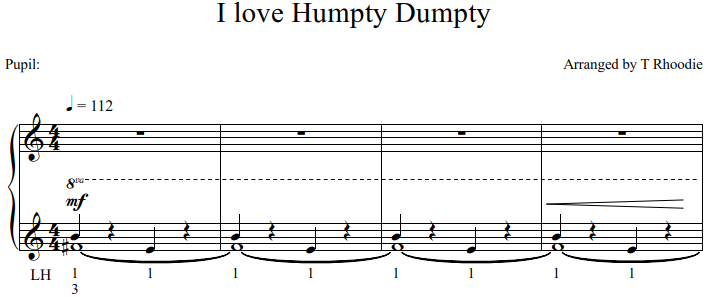 I love Humpty Dumpty
Pupil:
Arranged by T Rhoodie
= 112
8va
mf
LH 1 1 1 1 1 1 1 1
3